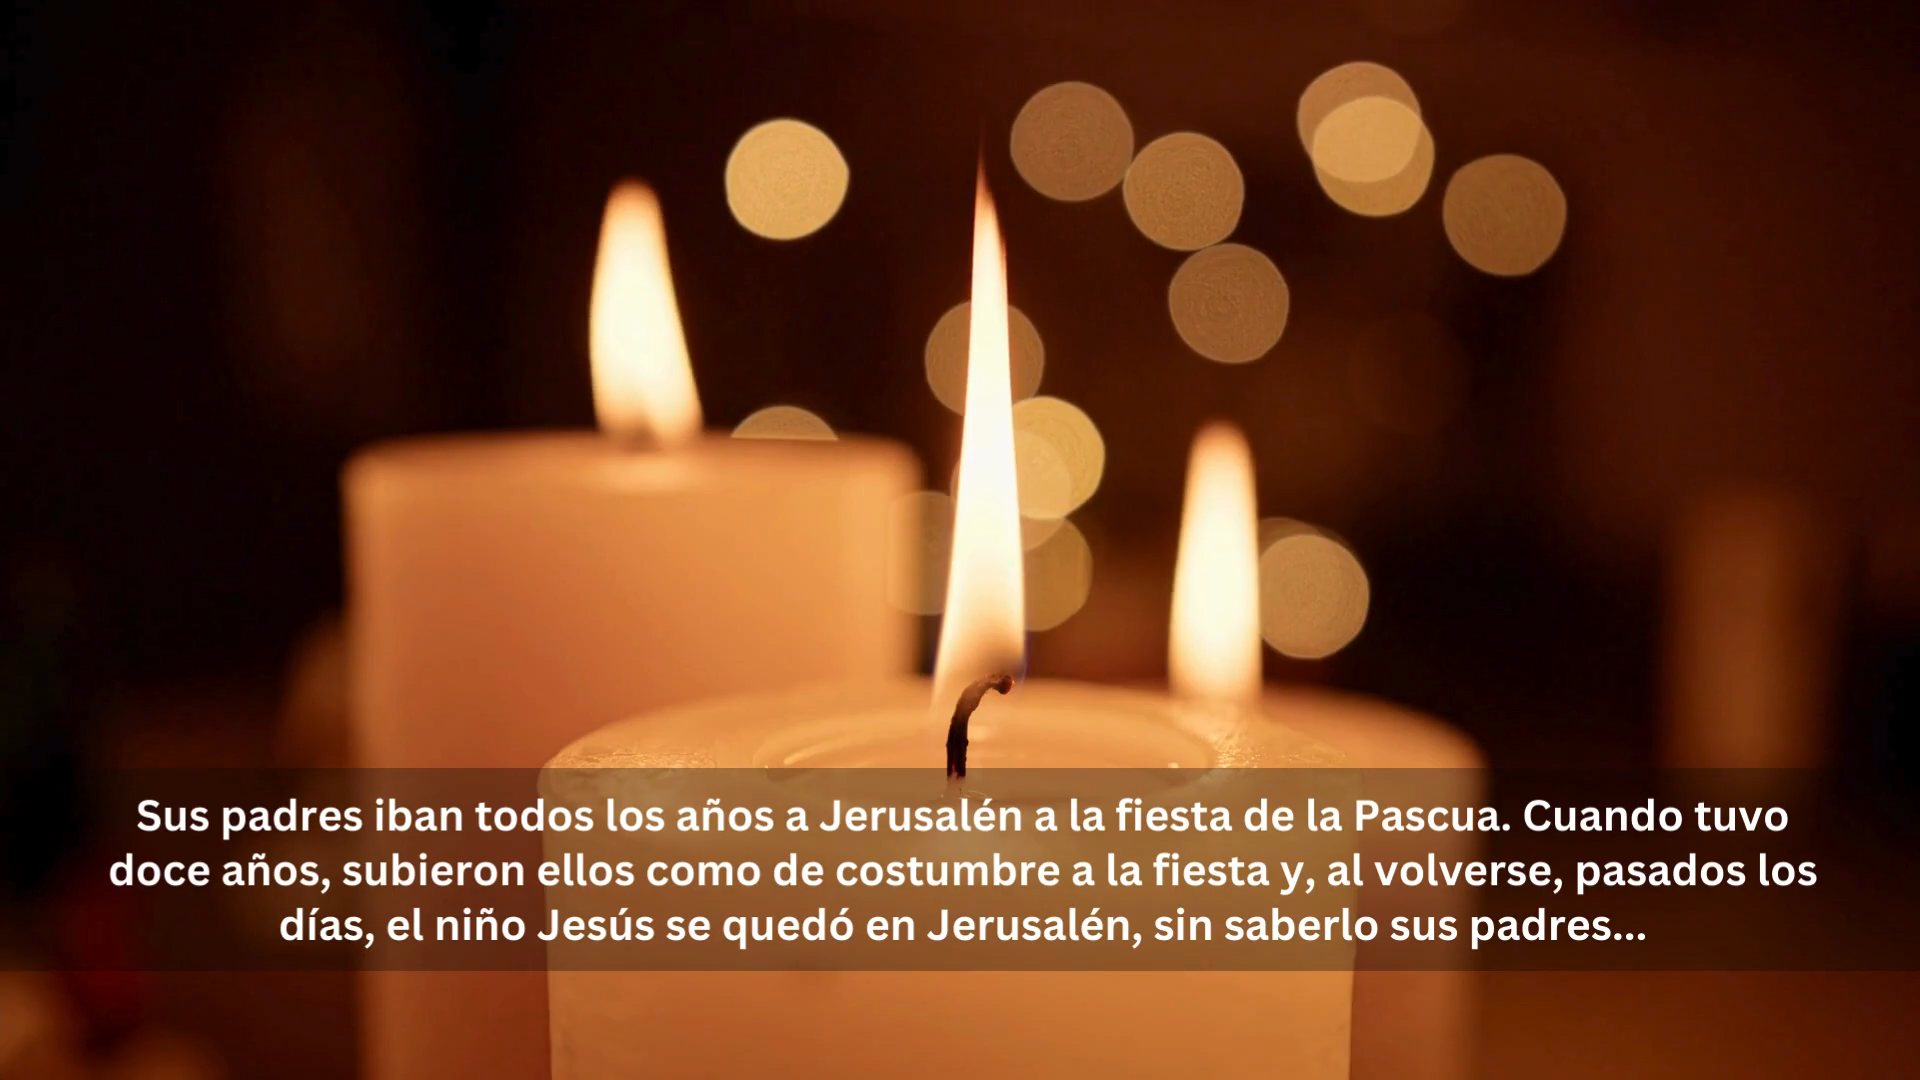 Sus padres iban todos los años a Jerusalén a la fiesta de la Pascua. Cuando tuvo
doce años, subieron ellos como de costumbre a la fiesta y, al volverse, pasados los
días, el niño Jesús se quedó en Jerusalén, sin saberlo sus padres...